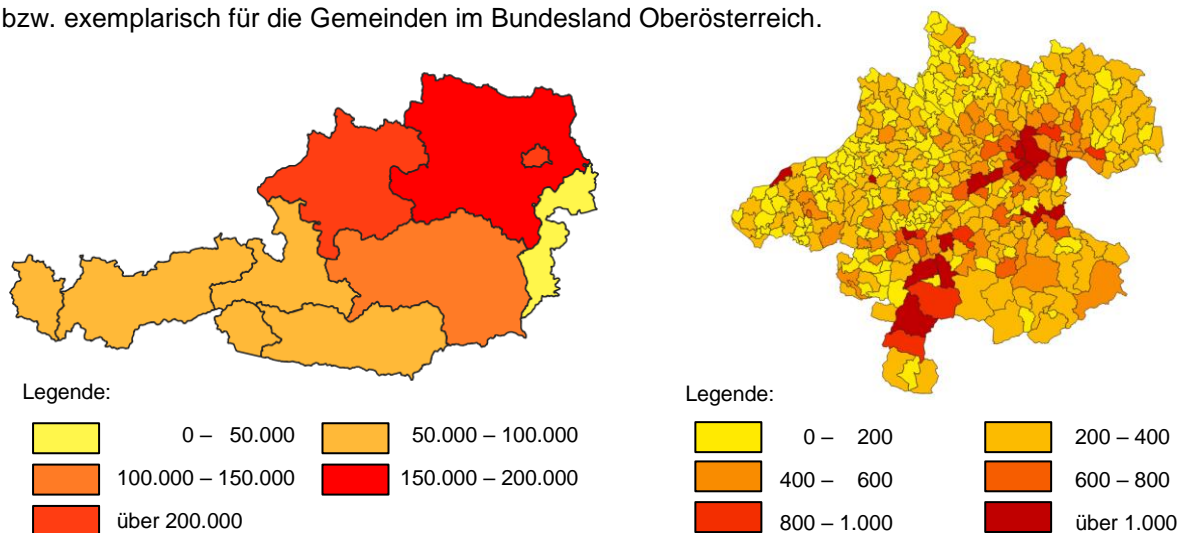 bzw. exemplarisch für die Gemeinden im Bundesland Oberösterreich.
Legende:
0 – 50.000
50.000 – 100.000
100.000 – 150.000
150.000 – 200.000
über 200.000
Legende:
0 – 200
200 – 400
400 – 600
600 – 800
800 – 1.000
über 1.000